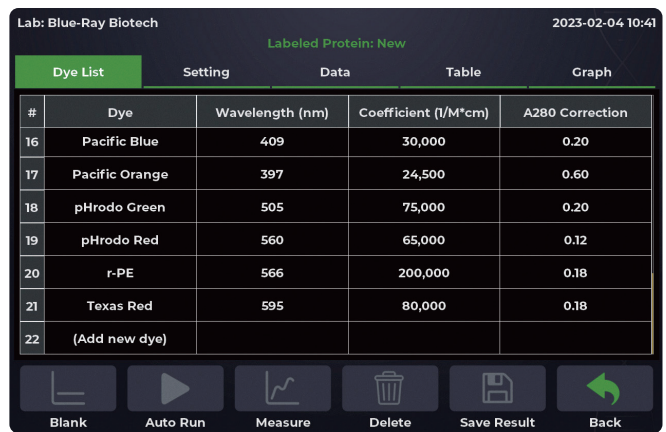 Lab: Blue-Ray Biotech 2023-02-04 10:41
Labeled Protein: New
Dye List Setting Data Table Graph
# Dye Wavelength (nm) Coefficient (1/M*cm) A280 Correction
16 Pacific Blue 409 30,000 0.20
17 Pacific Orange 397 24,500 0.60
18 pHrodo Green 505 75,000 0.20
19 pHrodo Red 560 65,000 0.12
20 r-PE 566 200,000 0.18
21 Texas Red 595 80,000 0.18
22 (Add new dye)
Blank Auto Run Measure Delete Save Result Back